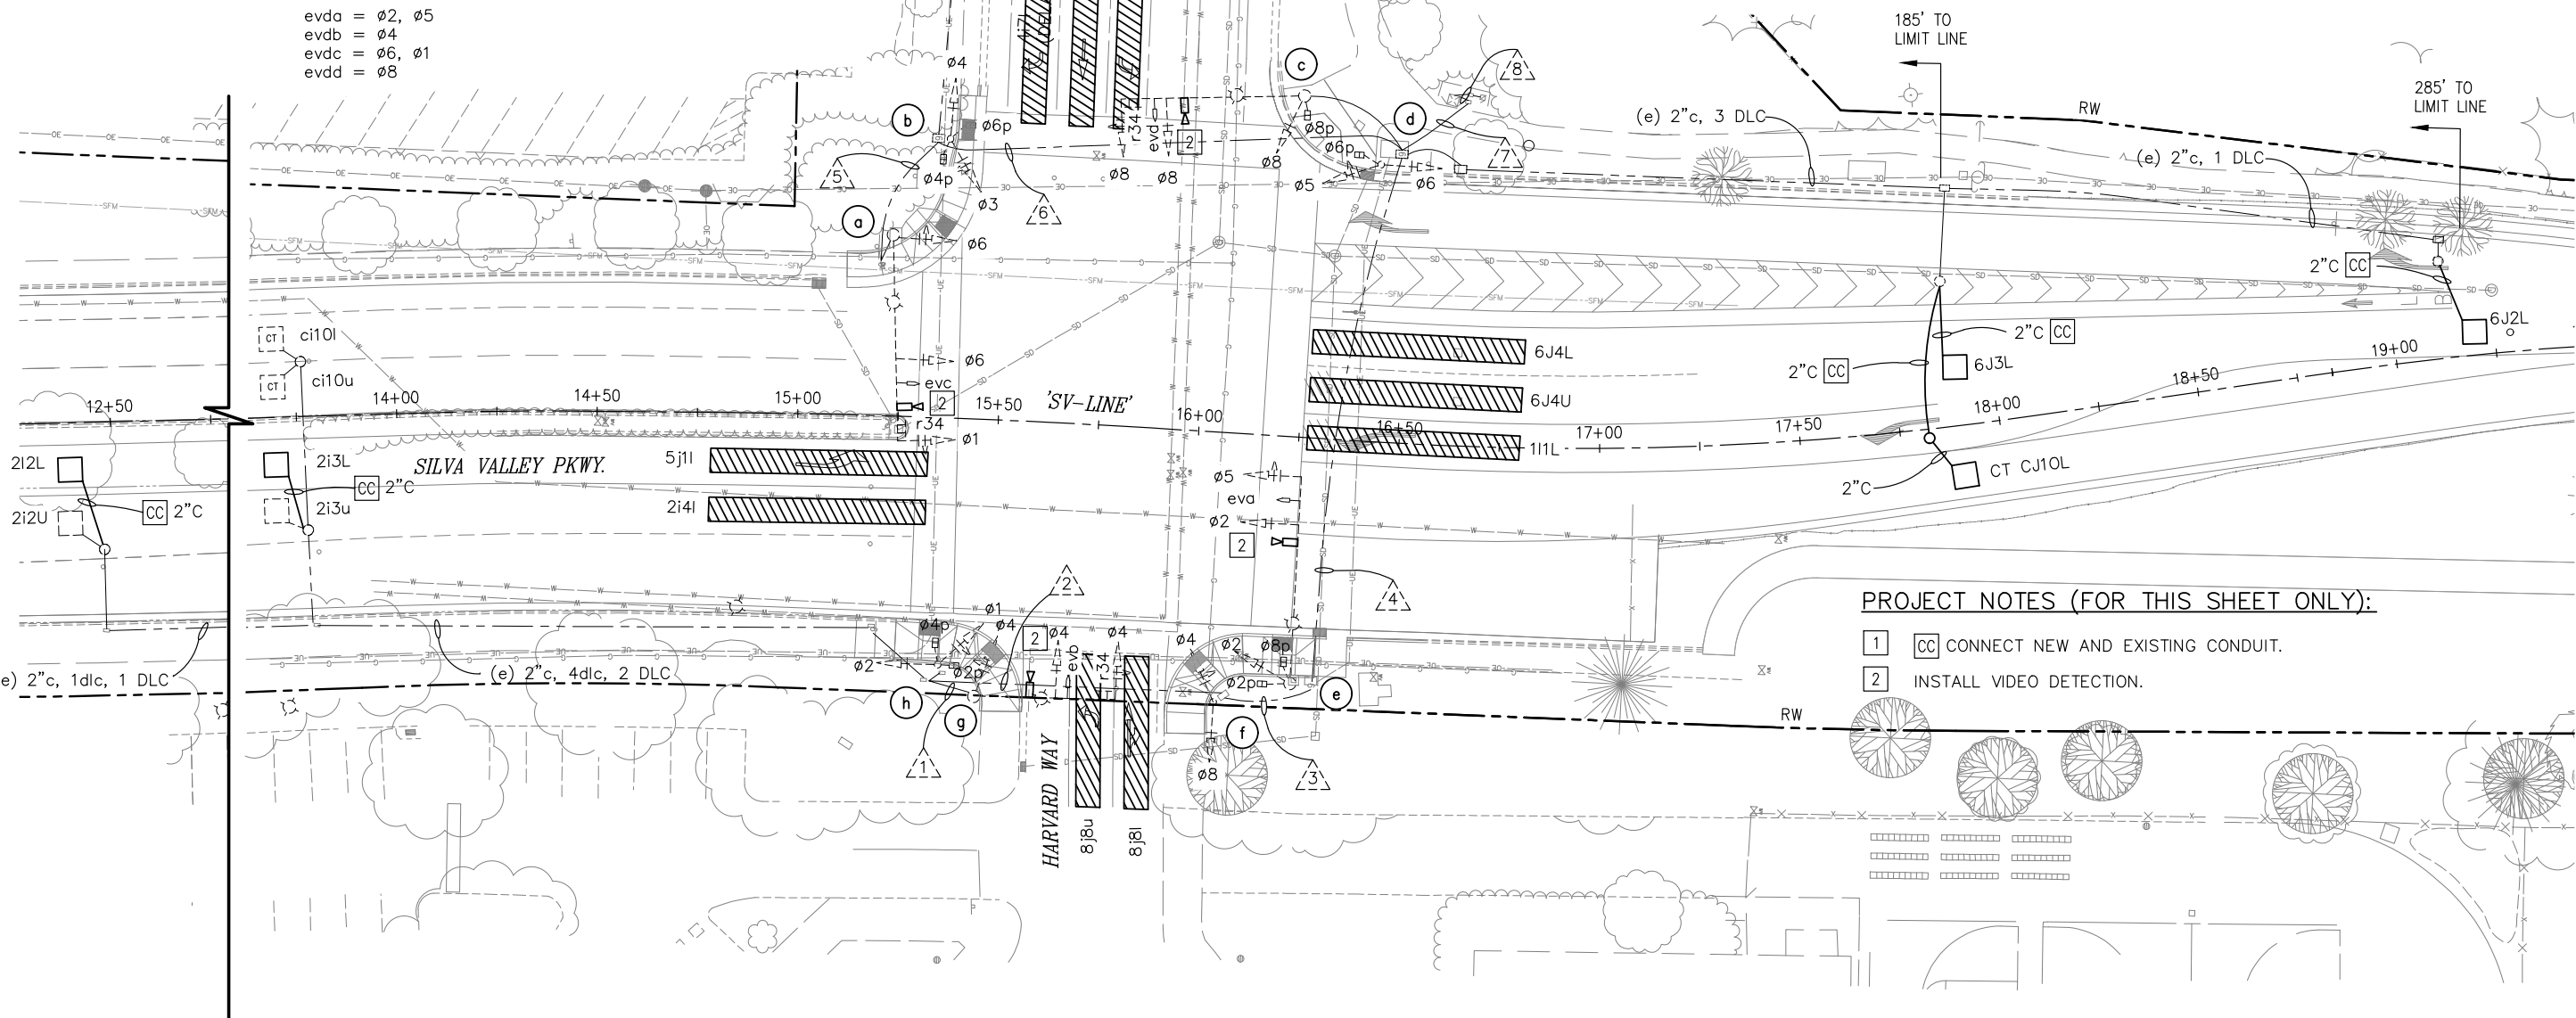 evda = ø2, ø5
evdb = ø4
evdc = ø6, ø1
evdd = ø8
185' TO
LIMIT LINE
285' TO
LIMIT LINE
RW
(e) 2"c, 3 DLC
(e) 2"c, 1 DLC
ø4
b
ø6p
r34
evd
2
c
ø8p
ø6p
d
8
7
5
ø4p
ø8
ø8
ø8
ø5
ø6
6
ø3
a
ø6
2"C CC
6J2L
ci10l
ci10u
ø6
evc
2
6J4L
6J4U
2"C CC
2"C CC
6J3L
12+50
14+00
14+50
15+00
15+50
'SV-LINE'
16+00
16+50
17+00
17+50
18+00
18+50
19+00
r34
ø1
1I1L
2I2L
2i3L
SILVA VALLEY PKWY.
5j1l
CC 2"C
2i2U
CC 2"C
2i3u
2i4l
ø5
eva
ø2
2
2"C
CT CJ10L
4
2
ø1
ø4p
ø4
2
ø4
ø4
ø4
ø2
ø8p
evb
r34
e) 2"c, 1dlc, 1 DLC
(e) 2"c, 4dlc, 2 DLC
ø2
ø2p
ø2p
h
g
f
e
1
3
ø8
RW
HARVARD WAY
8j8u
8j8l
PROJECT NOTES (FOR THIS SHEET ONLY):
1 CC CONNECT NEW AND EXISTING CONDUIT.
2 INSTALL VIDEO DETECTION.